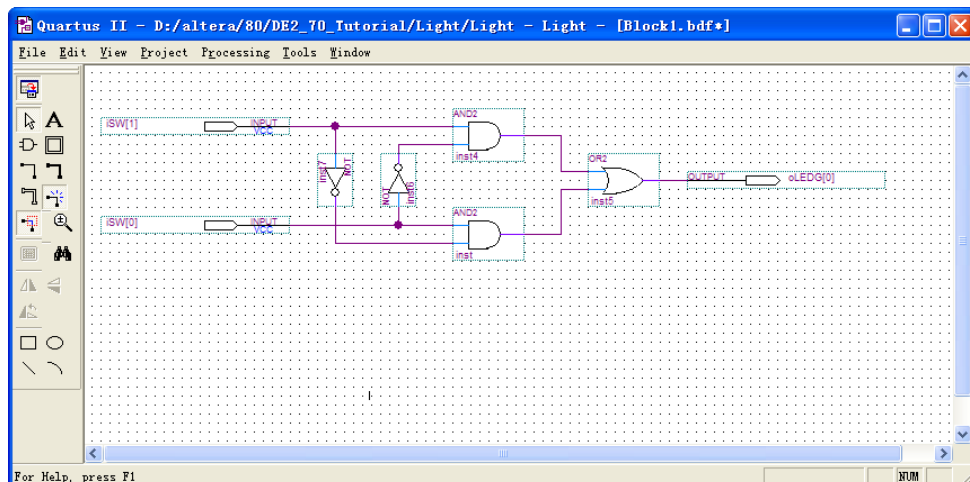 Quartus II - D:/altera/80/DE2_70_Tutorial/Light/Light - Light - [Block1.bdf*]
File Edit View Project Processing Tools Window
AND2
iSW[1] INPUT
VCC
inst4
inst7 NOT
NOT inst6
OR2
OUTPUT oLEDG[0]
inst5
AND2
iSW[0] INPUT
VCC
inst
A
For Help, press F1
NUM